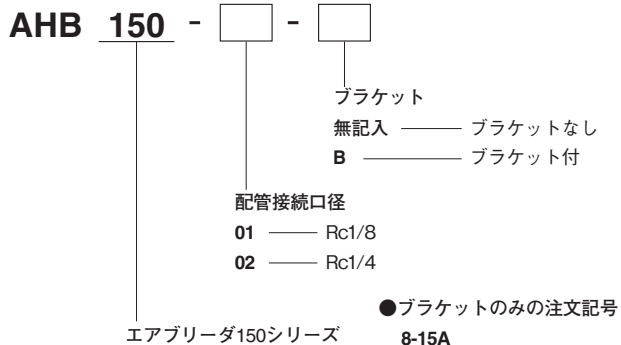 AHB 150 - □ - □
ブラケット
無記入 ─── ブラケットなし
B ───── ブラケット付
配管接続口径
01 ─── Rc1/8
02 ─── Rc1/4
●ブラケットのみの注文記号
エアブリーダ150シリーズ 8-15A